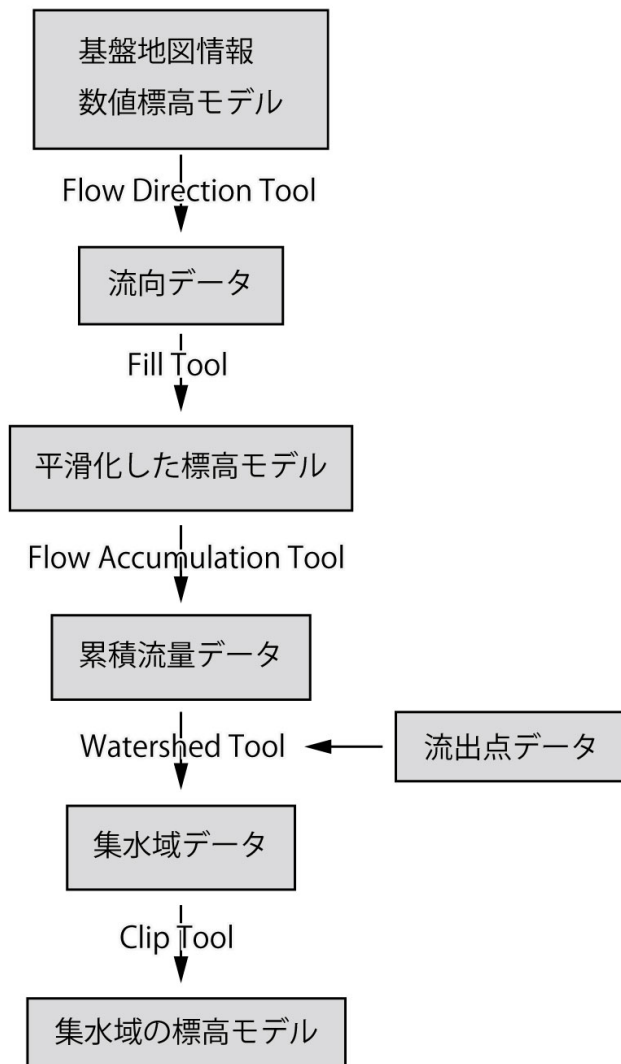 基盤地図情報
数値標高モデル
Flow Direction Tool
流向データ
Fill Tool
平滑化した標高モデル
Flow Accumulation Tool
累積流量データ
Watershed Tool
流出点データ
集水域データ
Clip Tool
集水域の標高モデル